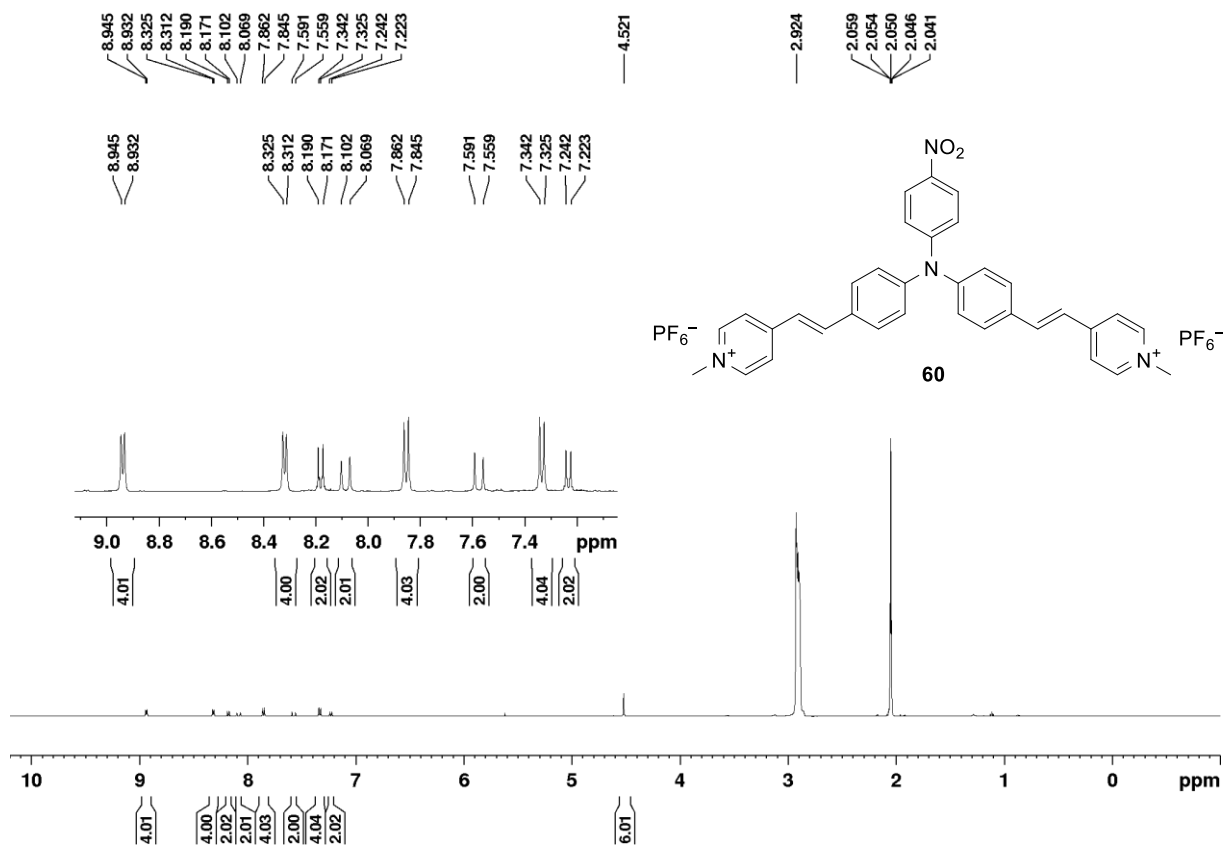 8.945 8.932 8.325 8.312 8.190 8.171 8.102 8.069 7.862 7.845 7.591 7.559 7.342 7.325 7.242 7.223 4.521 2.924 2.059 2.054 2.050 2.046 2.041
8.945 8.932 8.325 8.312 8.190 8.171 8.102 8.069 7.862 7.845 7.591 7.559 7.342 7.325 7.242 7.223
NO2
N
PF6− PF6−
N+ N+
60
9.0 8.8 8.6 8.4 8.2 8.0 7.8 7.6 7.4 ppm
4.01 4.00 2.02 2.01 4.03 2.00 4.04 2.02
10 9 8 7 6 5 4 3 2 1 0 ppm
4.01 4.00 2.02 2.01 4.03 2.00 4.04 2.02 6.01